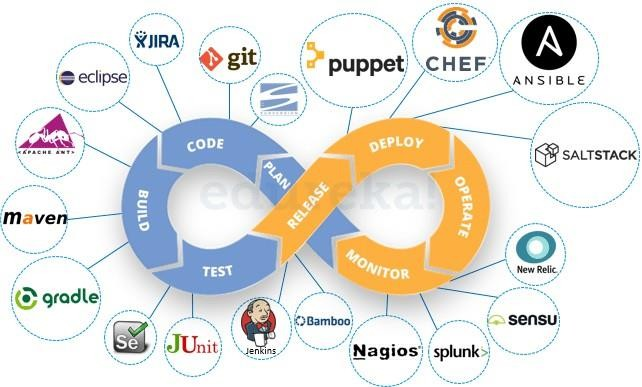 JIRA
git
eclipse
puppet
CHEF
ANSIBLE
SUBVERSION
APACHE ANT
SALTSTACK
CODE
PLAN
RELEASE
DEPLOY
OPERATE
BUILD
TEST
MONITOR
edureka!
maven
gradle
New Relic.
Se
JUnit
Jenkins
Bamboo
Nagios®
splunk>
sensu